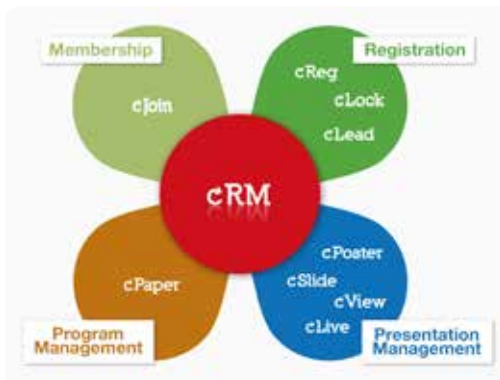 Membership
cJoin
Registration
cReg
cLock
cLead
cRM
cPaper
Program
Management
cPoster
cSlide
cView
cLive
Presentation
Management